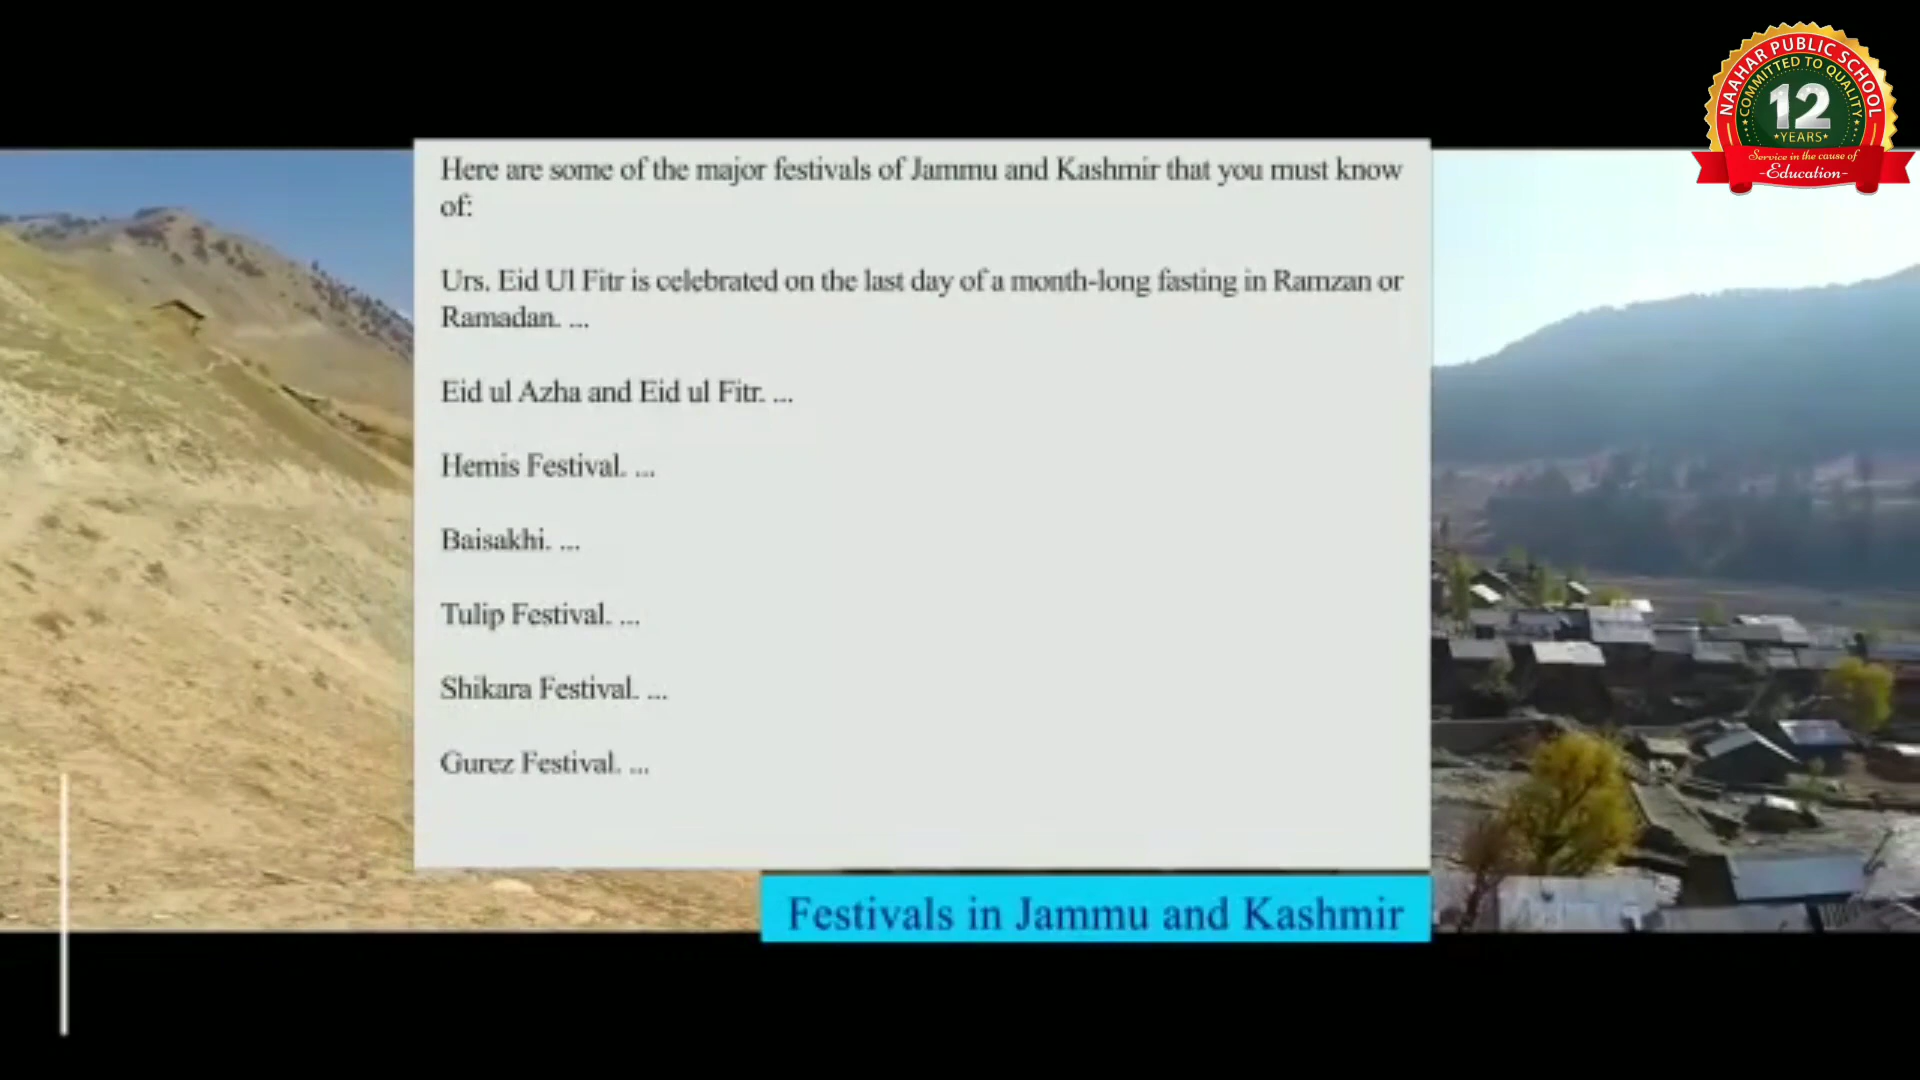 NAAHAR PUBLIC SCHOOL
COMMITTED TO QUALITY
12
YEARS
Service in the cause of
-Education-
Here are some of the major festivals of Jammu and Kashmir that you must know
of:
Urs. Eid Ul Fitr is celebrated on the last day of a month-long fasting in Ramzan or
Ramadan. ...
Eid ul Azha and Eid ul Fitr. ...
Hemis Festival. ...
Baisakhi. ...
Tulip Festival. ...
Shikara Festival. ...
Gurez Festival. ...
Festivals in Jammu and Kashmir